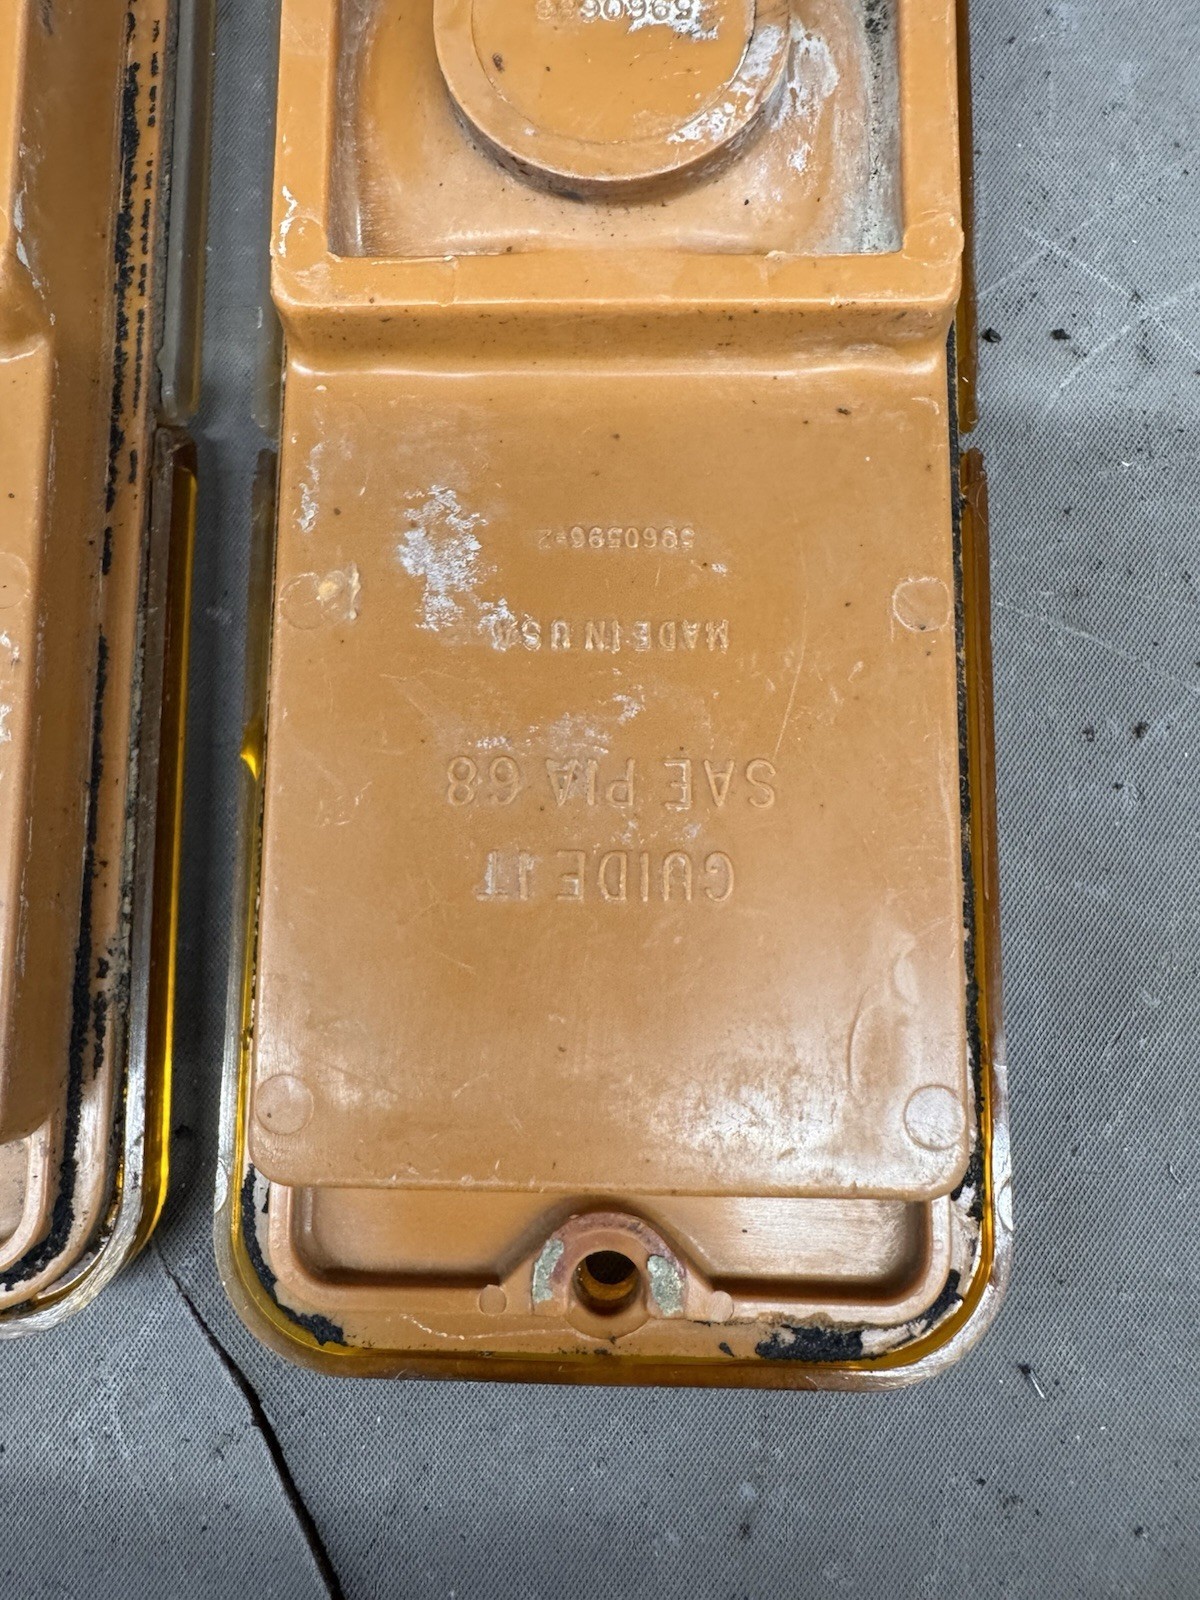 GUIDE 1T
SAE PIA 68
MADE IN USA
5960596-2